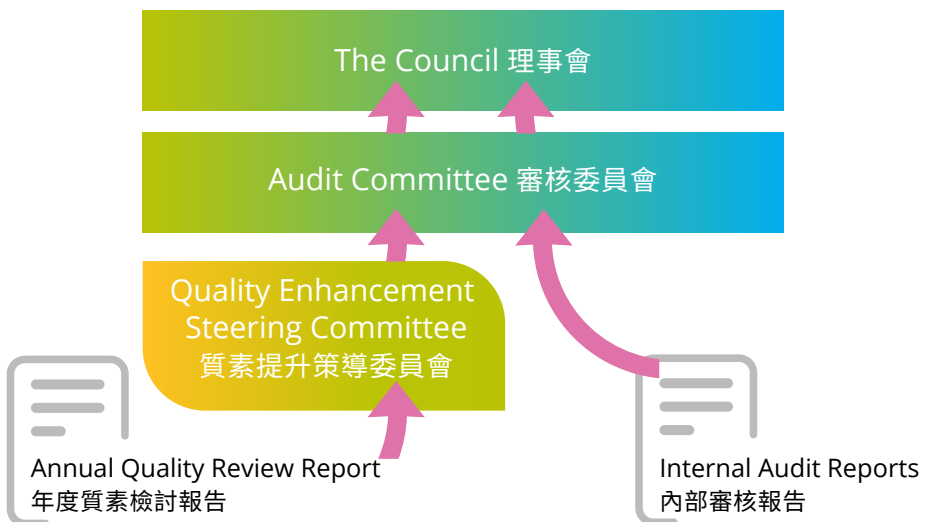 The Council 理事會
Audit Committee 審核委員會
Quality Enhancement
Steering Committee
質素提升策導委員會
Annual Quality Review Report
年度質素檢討報告
Internal Audit Reports
內部審核報告